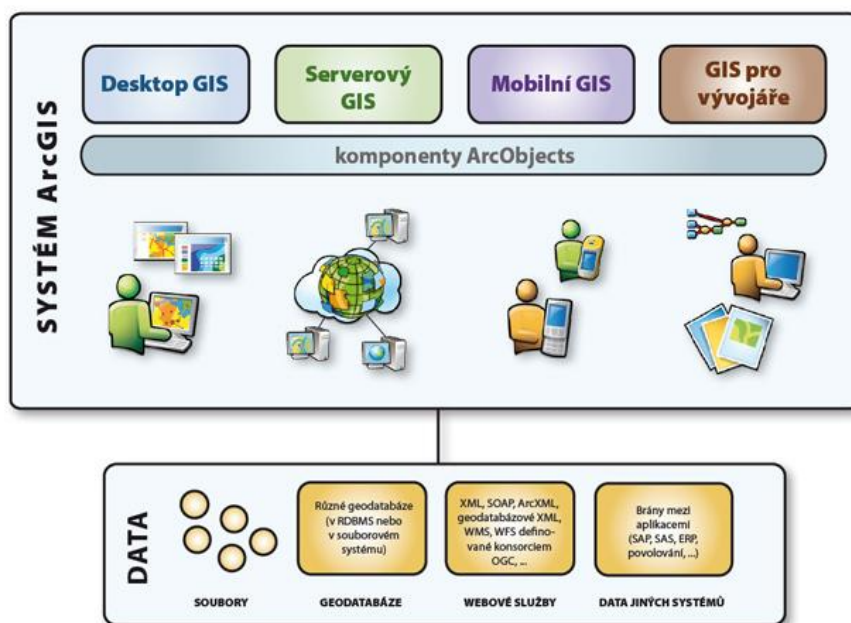 SYSTÉM ArcGIS
Desktop GIS
Serverový
GIS
Mobilní GIS
GIS pro
vývojáře
komponenty ArcObjects
DATA
Různé geodatabáze
(v RDBMS nebo
v souborovém
systému)
XML, SOAP, ArcXML,
geodatabázové XML,
WMS, WFS defino-
vané konsorciem
OGC, ...
Brány mezi
aplikacemi
(SAP, SAS, ERP,
povolování, ...)
SOUBORY
GEODATABÁZE
WEBOVÉ SLUŽBY
DATA JINÝCH SYSTÉMŮ